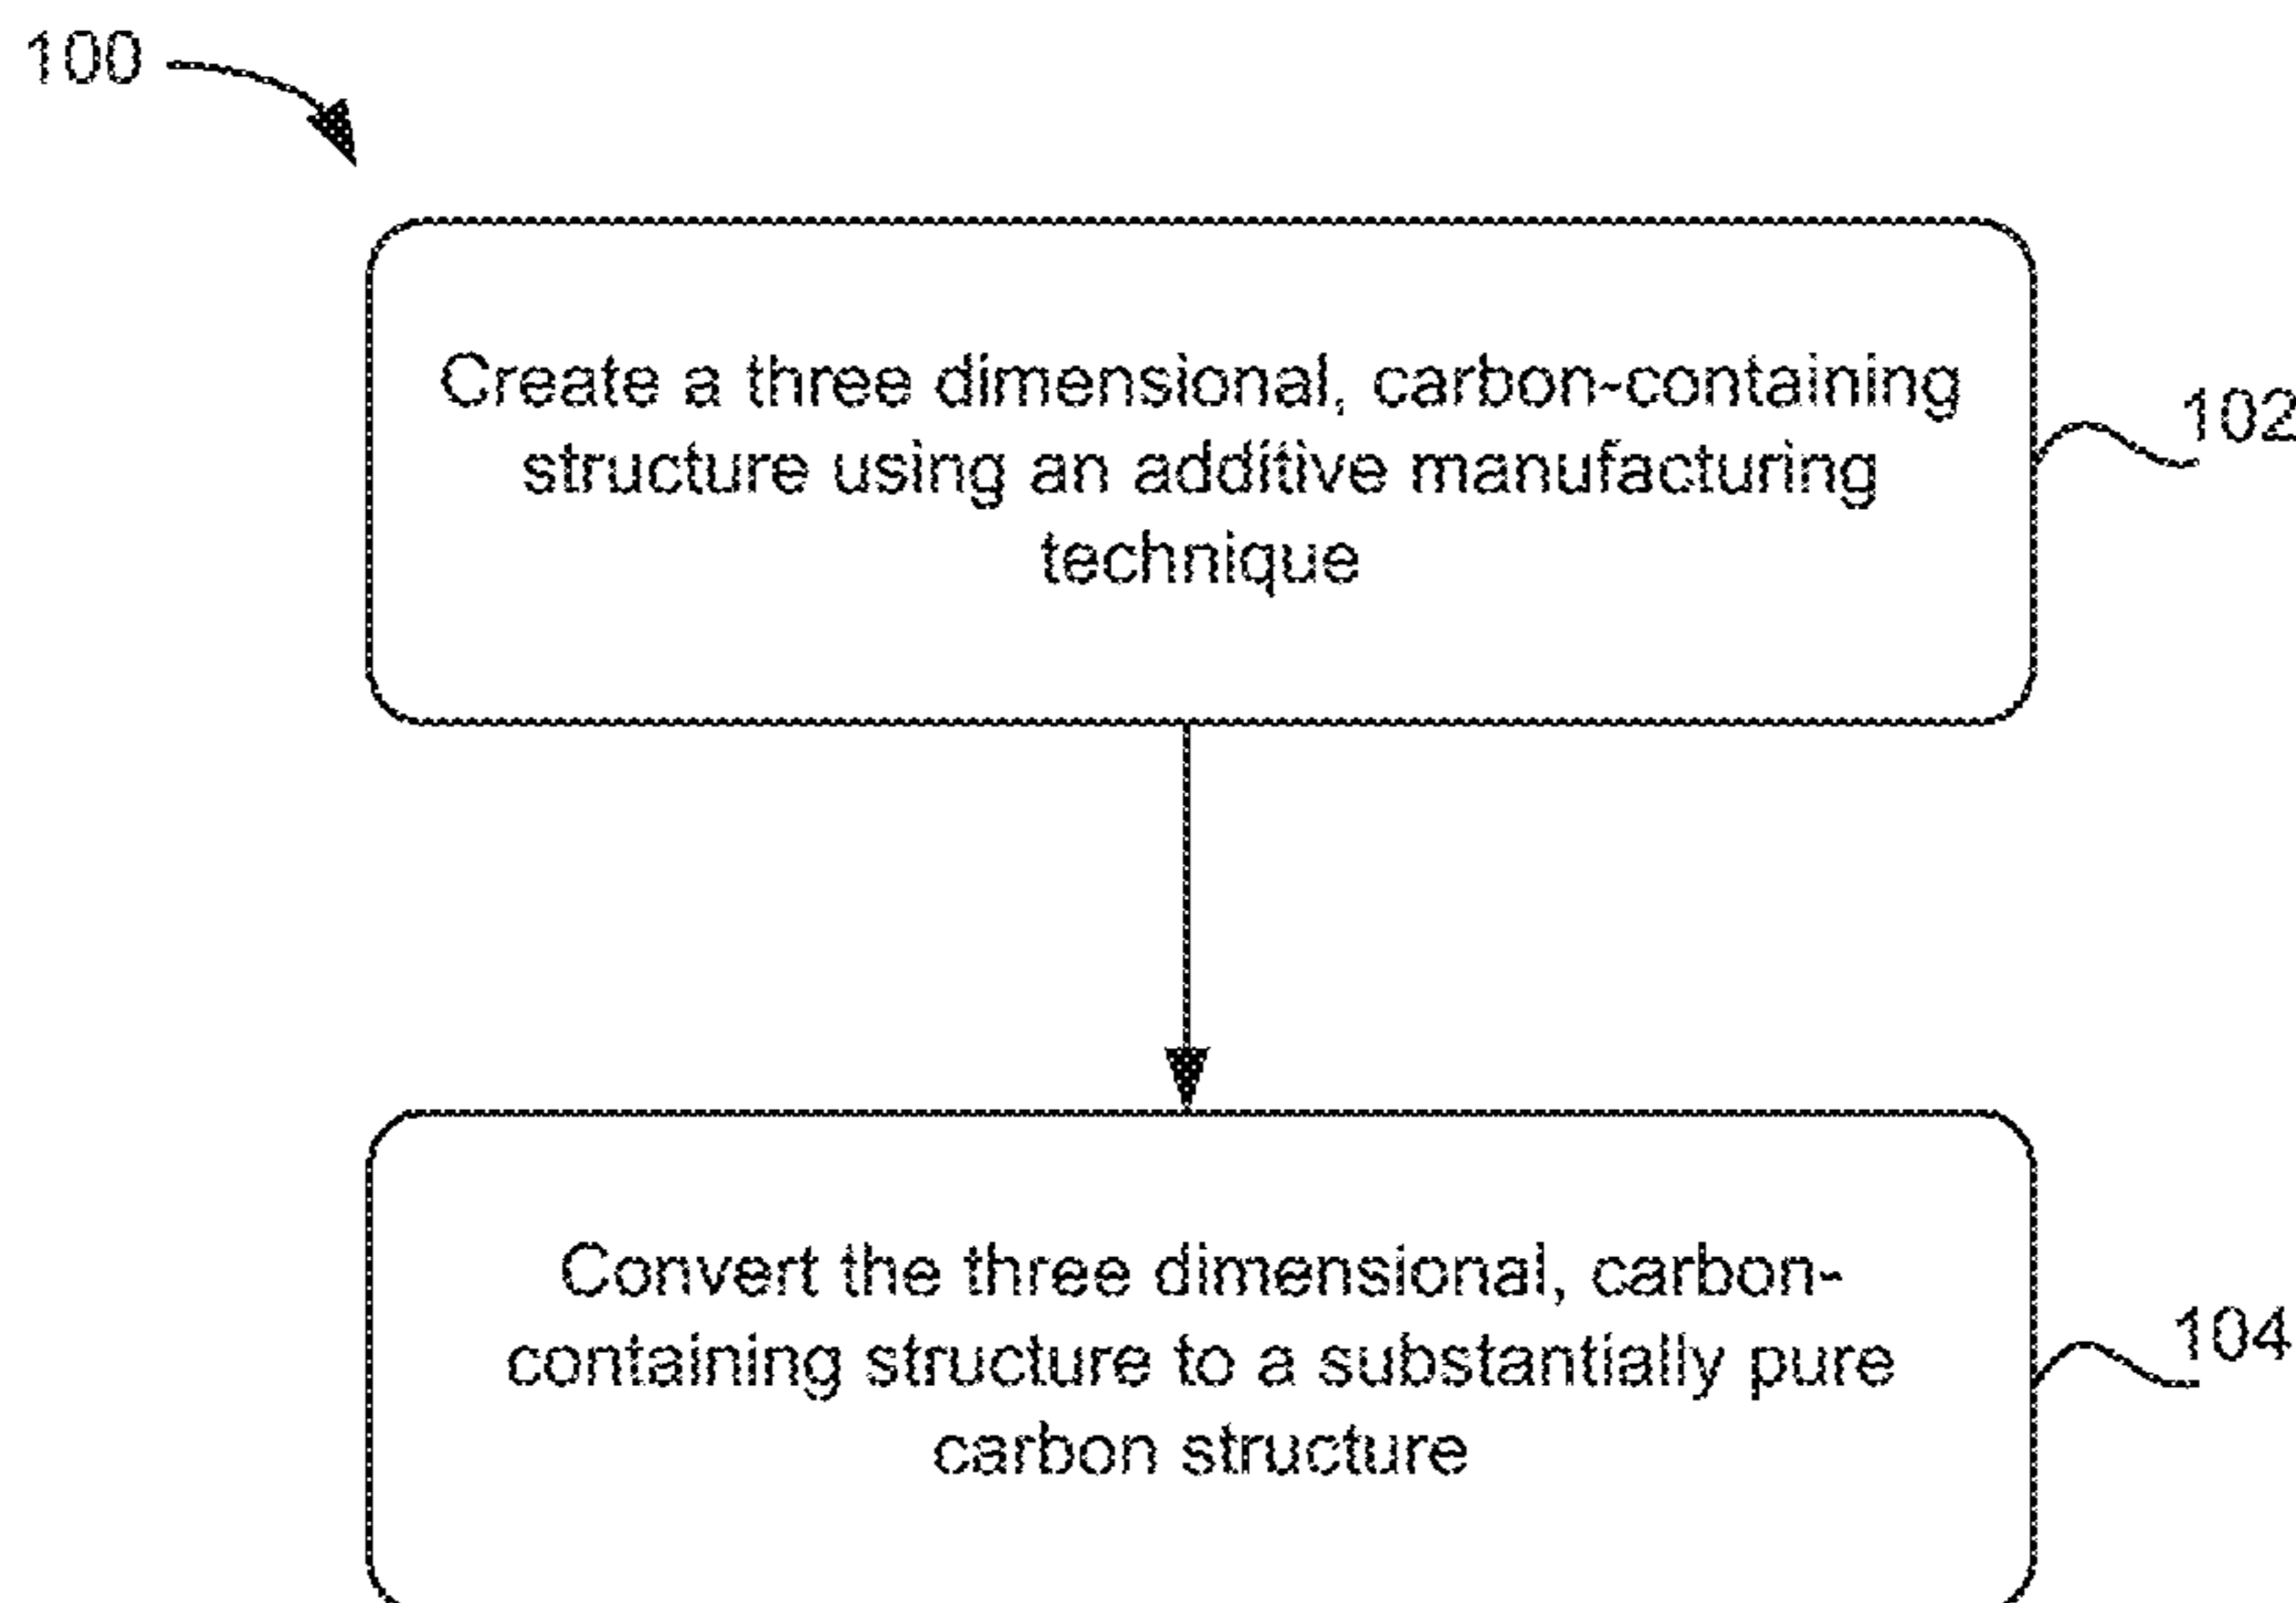 100
Create a three dimensional, carbon-containing
structure using an additive manufacturing
technique
102
Convert the three dimensional, carbon-
containing structure to a substantially pure
carbon structure
104